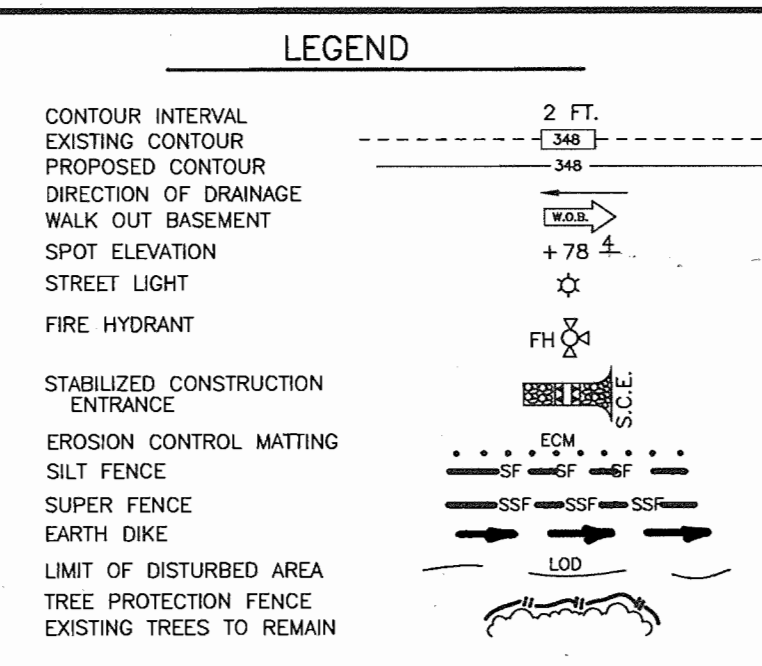 LEGEND
CONTOUR INTERVAL 2 FT.
EXISTING CONTOUR 348
PROPOSED CONTOUR 348
DIRECTION OF DRAINAGE
WALK OUT BASEMENT W.O.B.
SPOT ELEVATION +78 4
STREET LIGHT
FIRE HYDRANT FH
STABILIZED CONSTRUCTION
ENTRANCE S.C.E.
EROSION CONTROL MATTING ECM
SILT FENCE SF SF SF
SUPER FENCE SSF SSF SSF
EARTH DIKE
LIMIT OF DISTURBED AREA LOD
TREE PROTECTION FENCE
EXISTING TREES TO REMAIN